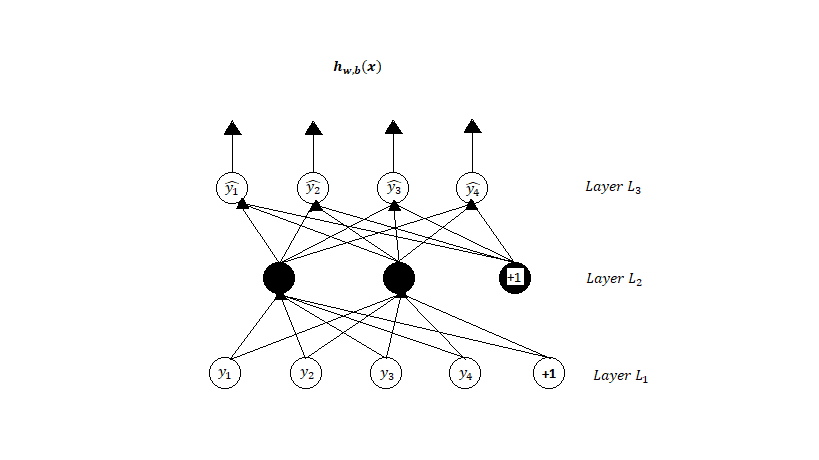 h_{w,b}(x)
ŷ₁ ŷ₂ ŷ₃ ŷ₄ Layer L₃
+1 Layer L₂
y₁ y₂ y₃ y₄ +1 Layer L₁